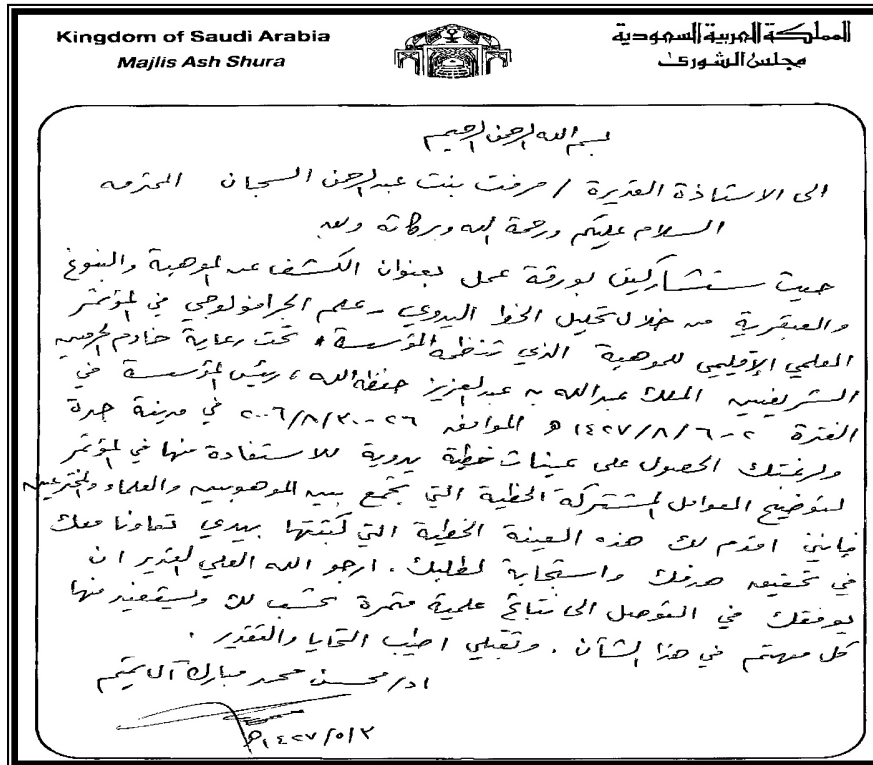 Kingdom of Saudi Arabia
Majlis Ash Shura
المملكة العربية السعودية
مجلس الشورى
بسم الله الرحمن الرحيم
الى الاستاذة القديرة / مرفت بنت عبدالرحمن السجان المحترمه
السلام عليكم ورحمة الله وبركاته وبعد
حيث ستشاركين بورقة عمل بعنوان الكشف عن الموهبة والنبوغ
والعبقرية من خلال تحليل الخط اليدوي - علم الجرافولوجي في المؤتمر
العلمي الإقليمي للموهبة الذي تنظمه المؤسسة تحت رعاية خادم الحرمين
الشريفين الملك عبدالله بن عبدالعزيز حفظه الله، رئيس المؤسسة في
الفترة ٢-١٤٢٧/٨/٦ هـ الموافق ٢٦-٢٠٠٦/٨/٣٠ في مدينة جدة
ولرغبتك الحصول على عينات خطية يدوية للاستفادة منها في المؤتمر
لتوضيح العوامل المشتركة الخطية التي تجمع بين الموهوبين والعلماء والمخترعين
فإنني اقدم لك هذه العينة الخطية التي كتبتها بيدي تعاونا معك
في تحقيق هدفك واستجابة لطلبك. ارجو الله العلي القدير ان
يوفقك في التوصل الى نتائج علمية مثمرة تحسب لك ويستفيد منها
كل مهتم في هذا الشأن. وتقبلي اطيب التحايا والتقدير.
اد/ محسن محمد مبارك آل
١٤٢٧/٥/٣هـ